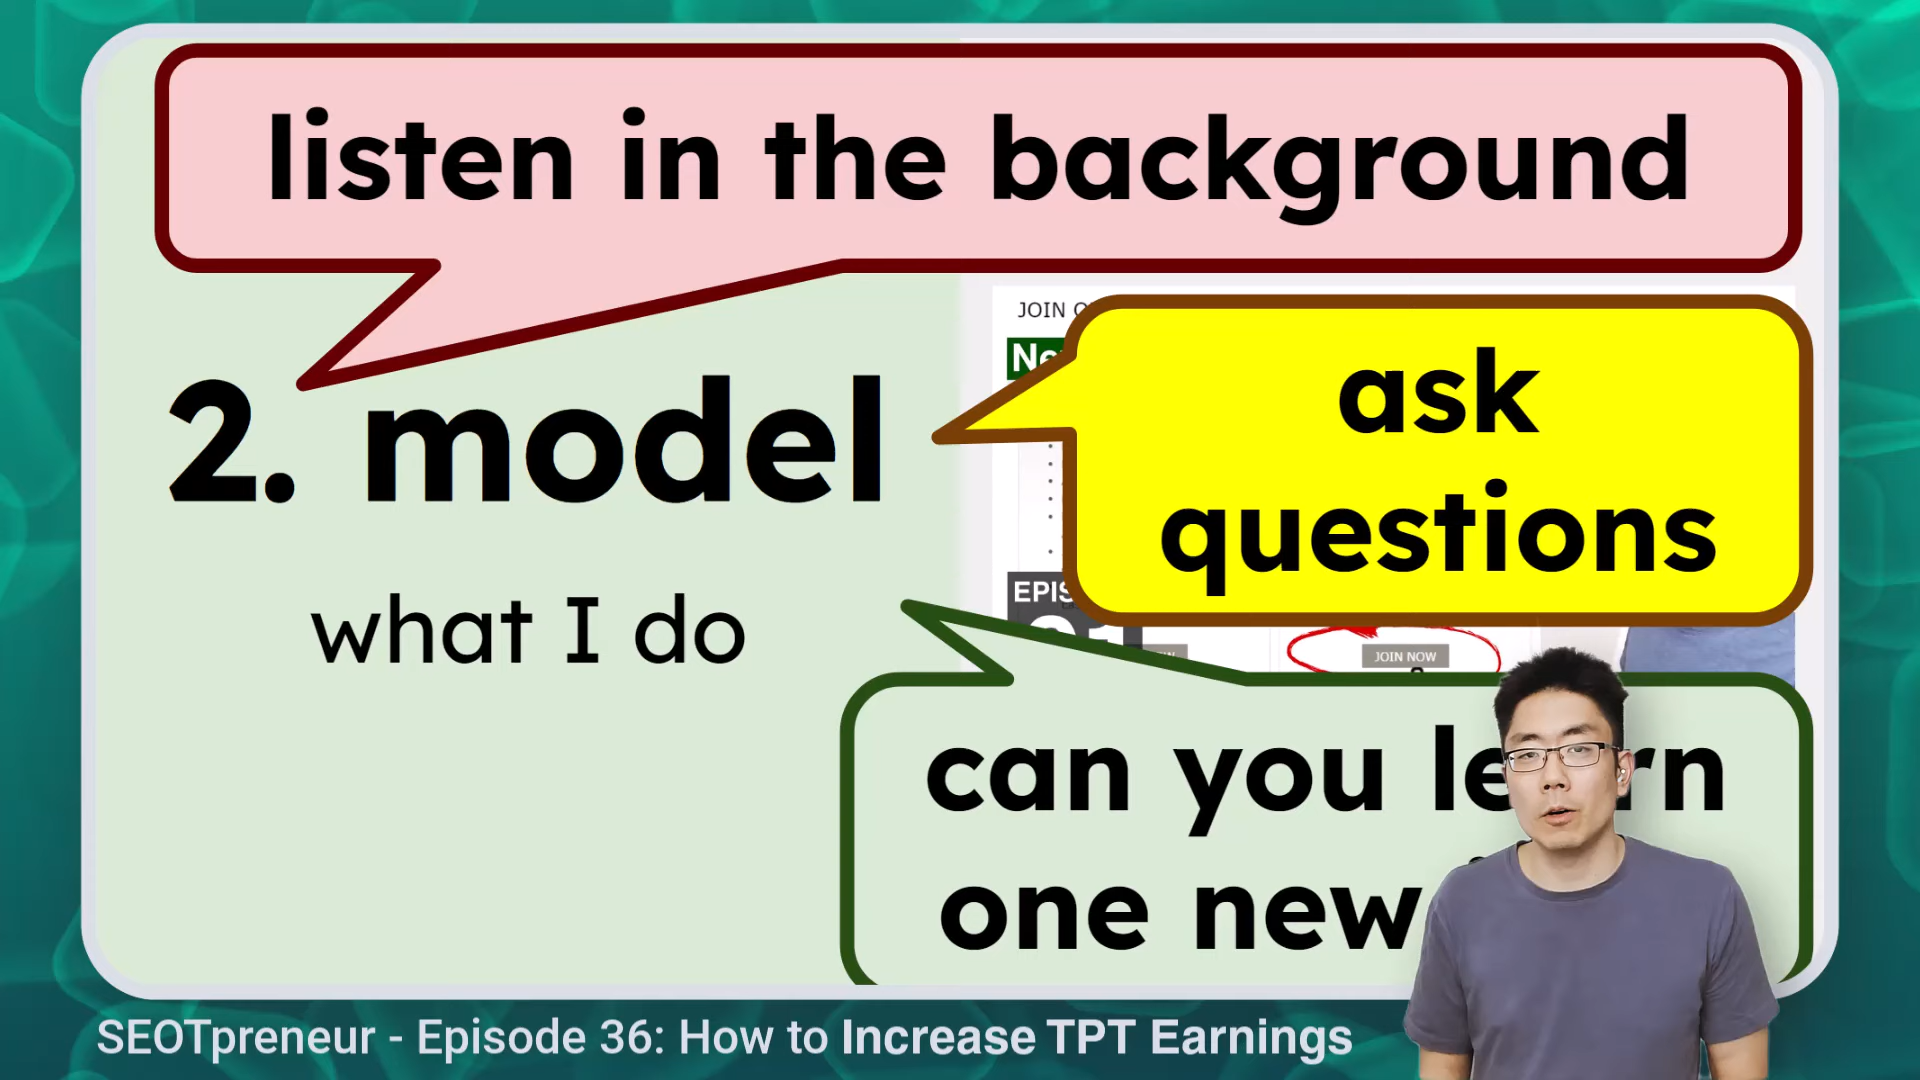 listen in the background
JOIN
2. model
ask
questions
what I do
JOIN NOW
can you
one new
SEOTpreneur - Episode 36: How to Increase TPT Earnings